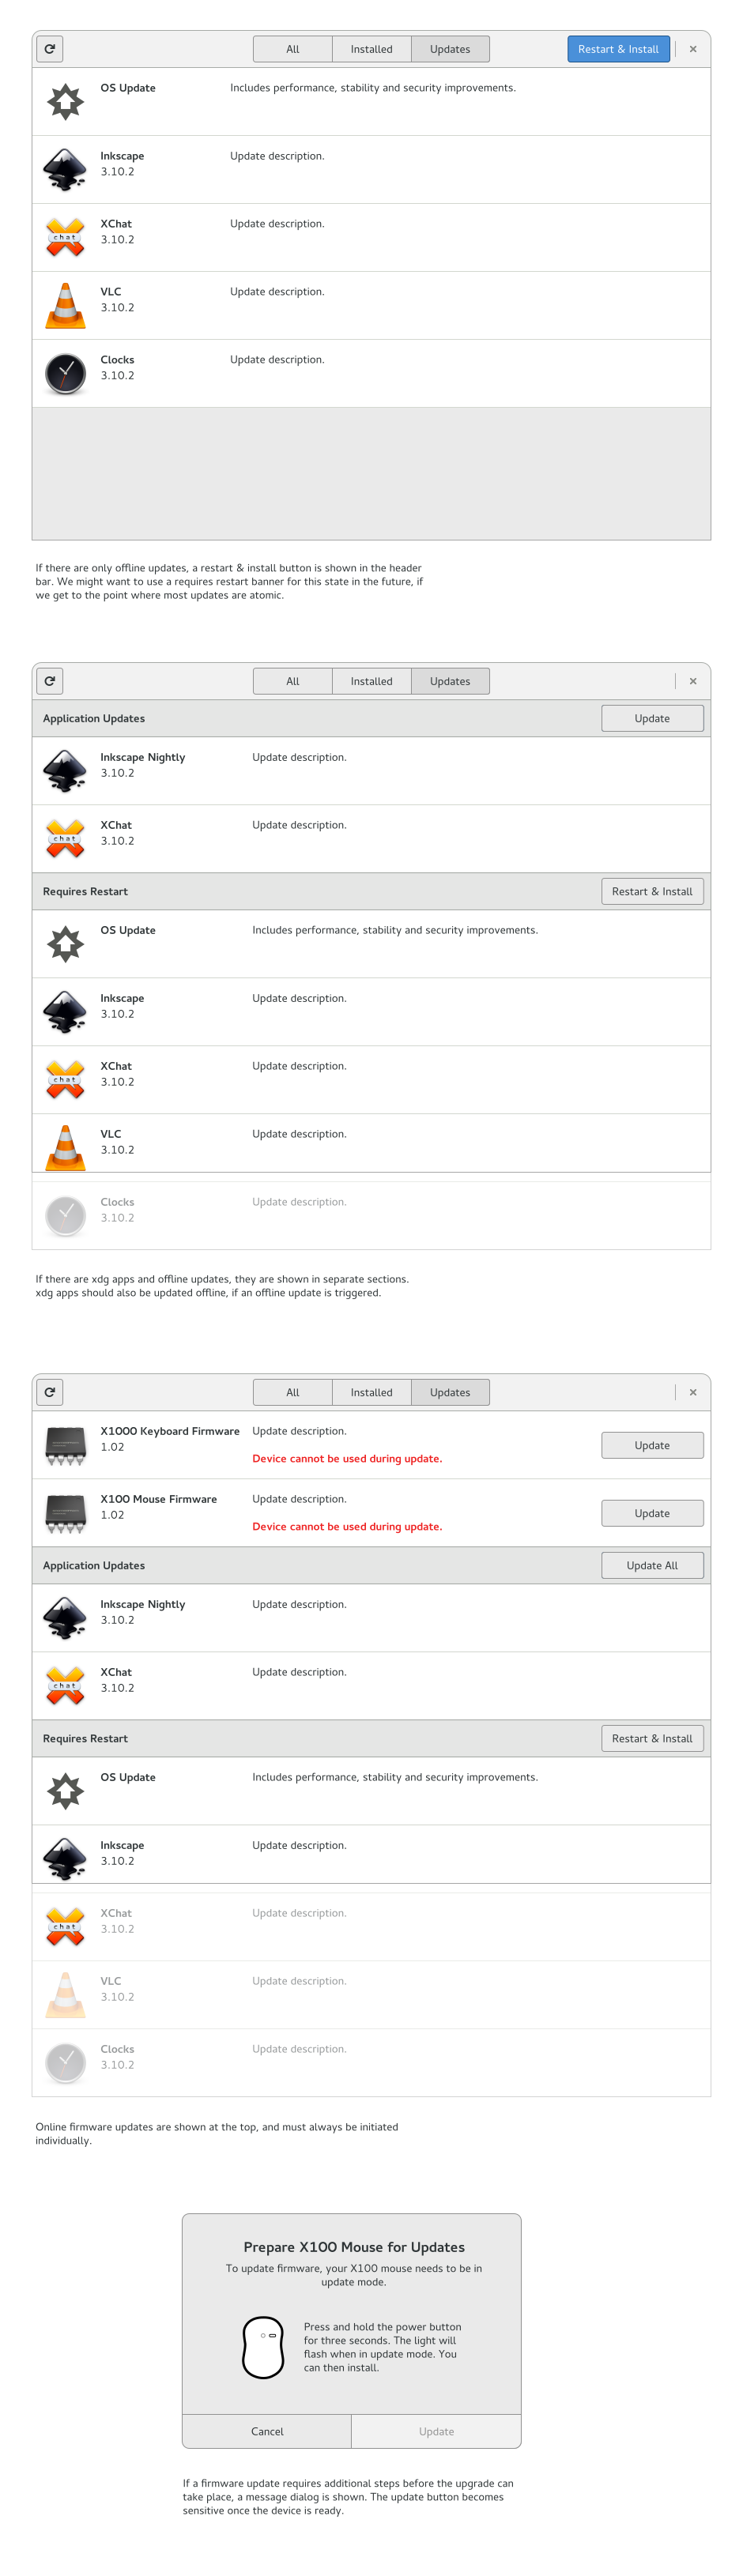 All Installed Updates Restart & Install ×
OS Update Includes performance, stability and security improvements.
Inkscape Update description.
3.10.2
XChat Update description.
chat
3.10.2
VLC Update description.
3.10.2
Clocks Update description.
3.10.2
If there are only offline updates, a restart & install button is shown in the header
bar. We might want to use a requires restart banner for this state in the future, if
we get to the point where most updates are atomic.
All Installed Updates ×
Application Updates Update
Inkscape Nightly Update description.
3.10.2
XChat Update description.
chat
3.10.2
Requires Restart Restart & Install
OS Update Includes performance, stability and security improvements.
Inkscape Update description.
3.10.2
XChat Update description.
chat
3.10.2
VLC Update description.
3.10.2
Clocks Update description.
3.10.2
If there are xdg apps and offline updates, they are shown in separate sections.
xdg apps should also be updated offline, if an offline update is triggered.
All Installed Updates ×
X1000 Keyboard Firmware Update description.
1.02 Update
Device cannot be used during update.
X100 Mouse Firmware Update description.
1.02 Update
Device cannot be used during update.
Application Updates Update All
Inkscape Nightly Update description.
3.10.2
XChat Update description.
chat
3.10.2
Requires Restart Restart & Install
OS Update Includes performance, stability and security improvements.
Inkscape Update description.
3.10.2
XChat Update description.
chat
3.10.2
VLC Update description.
3.10.2
Clocks Update description.
3.10.2
Online firmware updates are shown at the top, and must always be initiated
individually.
Prepare X100 Mouse for Updates
To update firmware, your X100 mouse needs to be in
update mode.
Press and hold the power button
for three seconds. The light will
flash when in update mode. You
can then install.
Cancel Update
If a firmware update requires additional steps before the upgrade can
take place, a message dialog is shown. The update button becomes
sensitive once the device is ready.